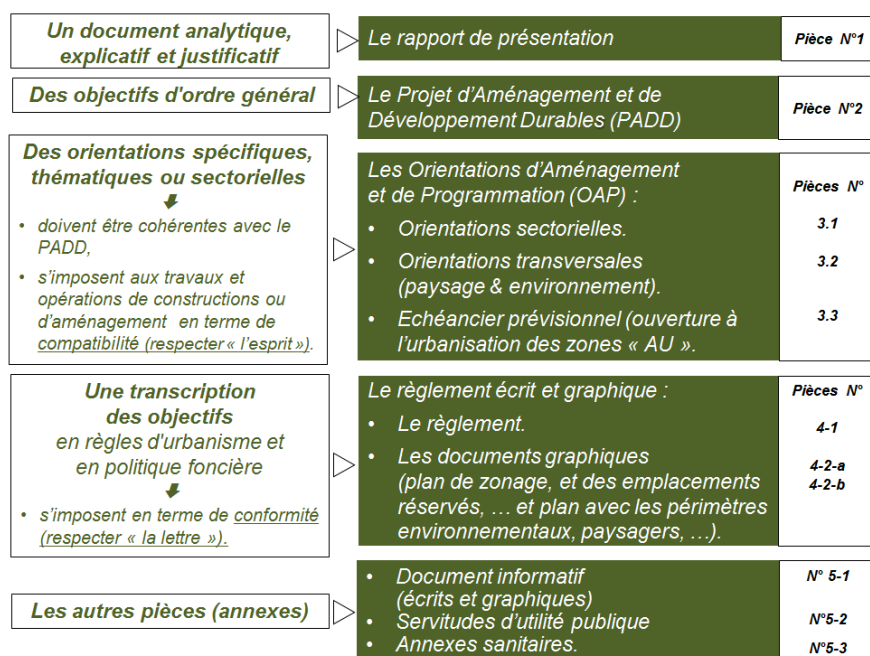 Un document analytique,
explicatif et justificatif
Le rapport de présentation
Pièce N°1
Des objectifs d'ordre général
Le Projet d'Aménagement et de
Développement Durables (PADD)
Pièce N°2
Des orientations spécifiques,
thématiques ou sectorielles
• doivent être cohérentes avec le
PADD,
• s'imposent aux travaux et
opérations de constructions ou
d'aménagement en terme de
compatibilité (respecter « l'esprit »).
Les Orientations d'Aménagement
et de Programmation (OAP) :
• Orientations sectorielles.
• Orientations transversales
(paysage & environnement).
• Echéancier prévisionnel (ouverture à
l'urbanisation des zones « AU ».
Pièces N°
3.1
3.2
3.3
Une transcription
des objectifs
en règles d'urbanisme et
en politique foncière
• s'imposent en terme de conformité
(respecter « la lettre »).
Le règlement écrit et graphique :
• Le règlement.
• Les documents graphiques
(plan de zonage, et des emplacements
réservés, … et plan avec les périmètres
environnementaux, paysagers, …).
Pièces N°
4-1
4-2-a
4-2-b
Les autres pièces (annexes)
• Document informatif
(écrits et graphiques)
• Servitudes d'utilité publique
• Annexes sanitaires.
N° 5-1
N°5-2
N°5-3